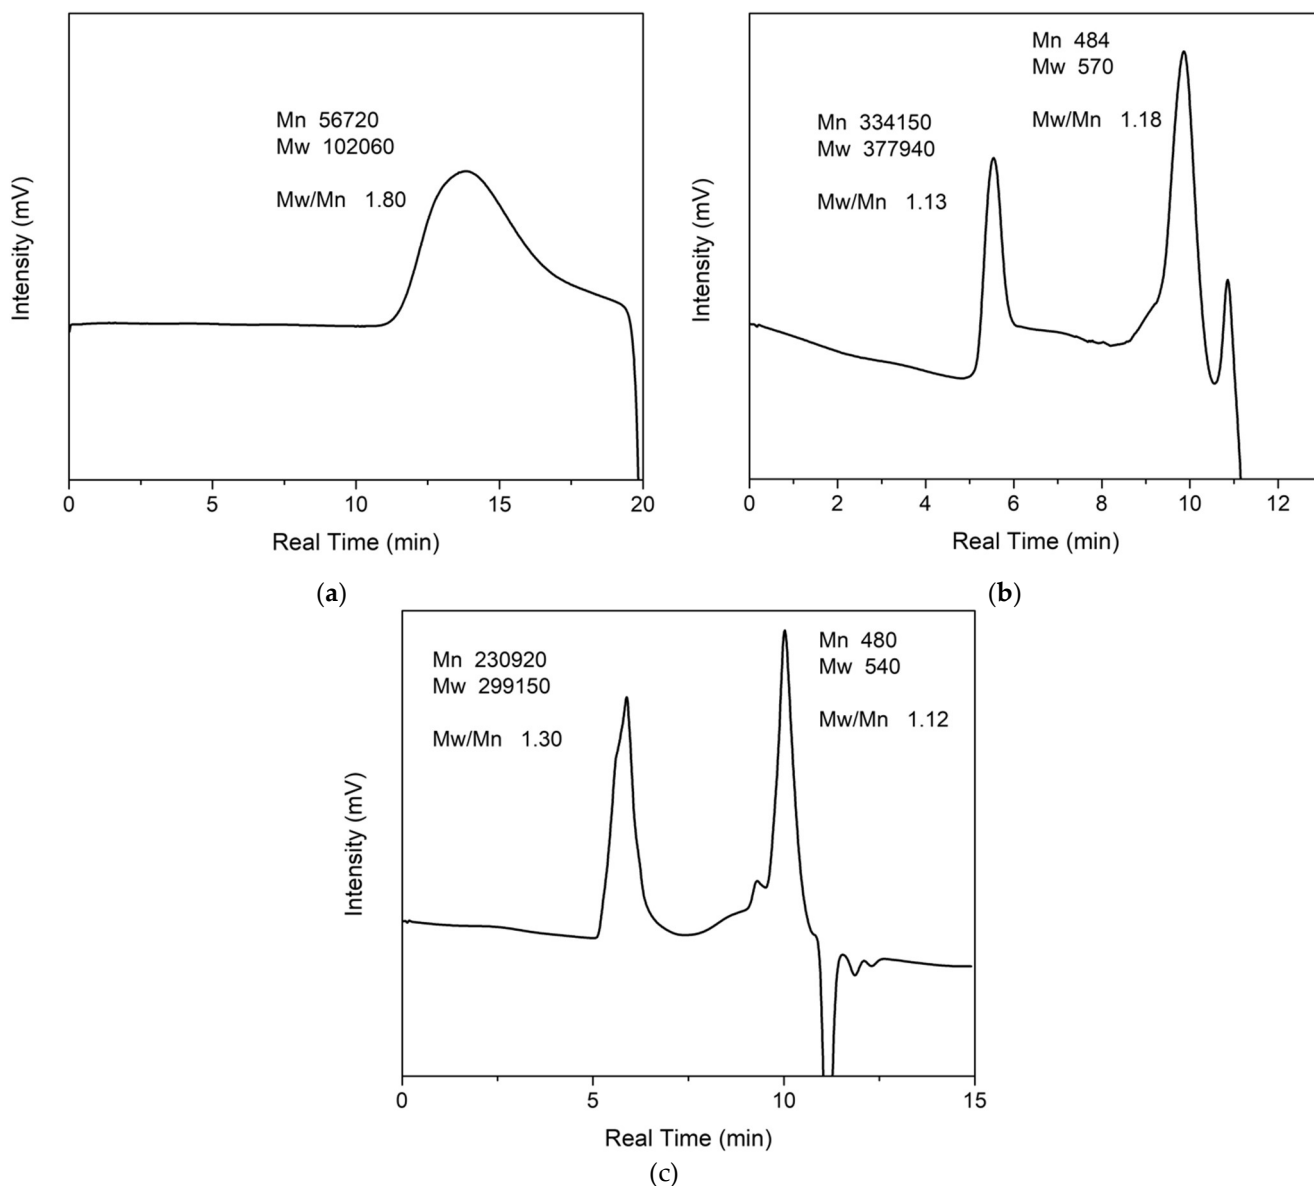 Mn 56720
Mw 102060
Mw/Mn 1.80
Intensity (mV)
0 5 10 15 20
Real Time (min)
(a)
Mn 484
Mw 570
Mw/Mn 1.18
Mn 334150
Mw 377940
Mw/Mn 1.13
Intensity (mV)
0 2 4 6 8 10 12
Real Time (min)
(b)
Mn 230920
Mw 299150
Mw/Mn 1.30
Mn 480
Mw 540
Mw/Mn 1.12
Intensity (mV)
0 5 10 15
Real Time (min)
(c)